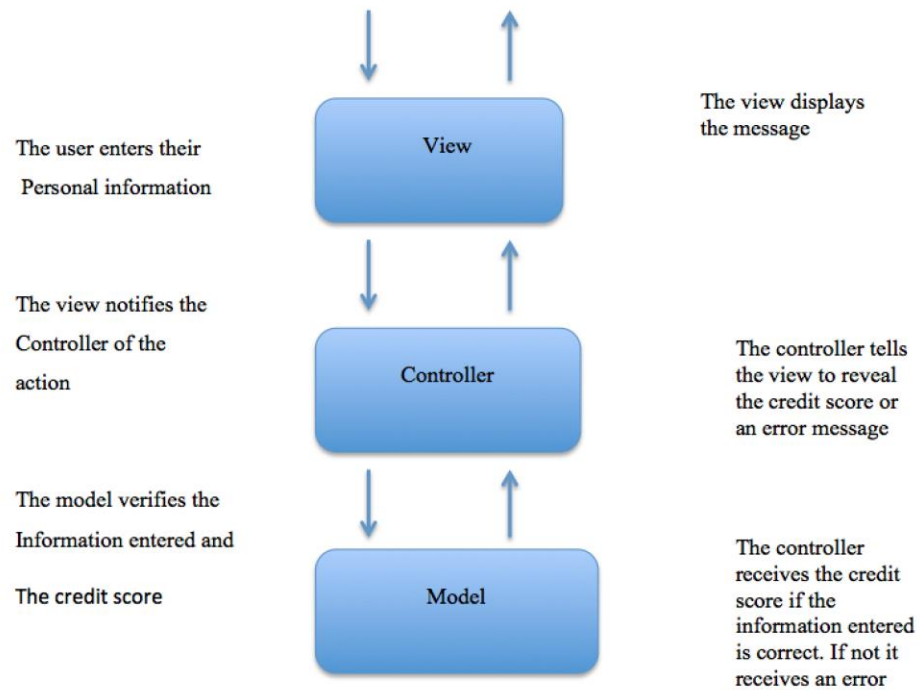 The view displays
the message
View
The user enters their
Personal information
The view notifies the
Controller of the
action
Controller
The controller tells
the view to reveal
the credit score or
an error message
The model verifies the
Information entered and
The credit score
Model
The controller
receives the credit
score if the
information entered
is correct. If not it
receives an error